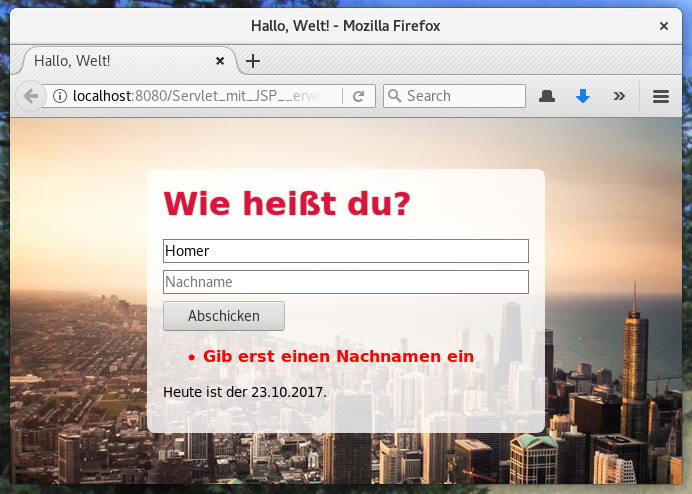 Hallo, Welt! - Mozilla Firefox
Hallo, Welt!
localhost:8080/Servlet_mit_JSP__erwe
Search
Wie heißt du?
Homer
Nachname
Abschicken
Gib erst einen Nachnamen ein
Heute ist der 23.10.2017.